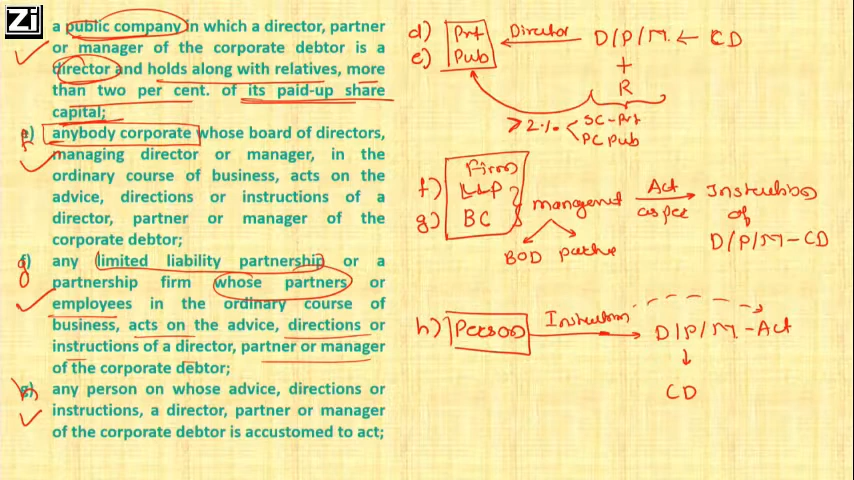 Zi
a public company in which a director, partner
or manager of the corporate debtor is a
director and holds along with relatives, more
than two per cent. of its paid-up share
capital;
anybody corporate whose board of directors,
managing director or manager, in the
ordinary course of business, acts on the
advice, directions or instructions of a
director, partner or manager of the
corporate debtor;
any limited liability partnership or a
partnership firm whose partners or
employees in the ordinary course of
business, acts on the advice, directions or
instructions of a director, partner or manager
of the corporate debtor;
any person on whose advice, directions or
instructions, a director, partner or manager
of the corporate debtor is accustomed to act;
d) Prt Director D/P/M CD
e) Pub
+
R
> 2% SC-Prt
PC Pub
Firm
f) LLP
g) BC
Act
as per
of
D/P/M-CD
BOD
h) Person D/P/M-Act
CD